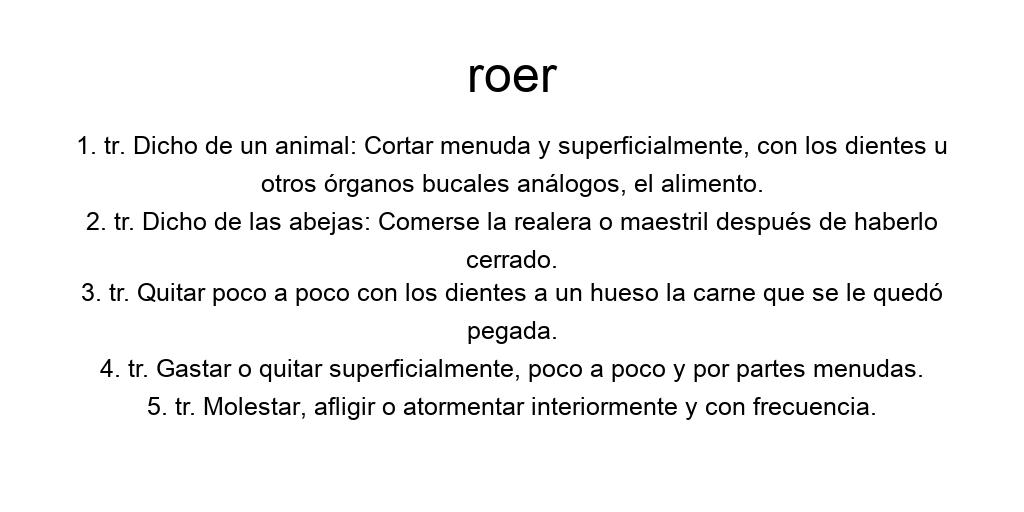 roer
1. tr. Dicho de un animal: Cortar menuda y superficialmente, con los dientes u
otros órganos bucales análogos, el alimento.
2. tr. Dicho de las abejas: Comerse la realera o maestril después de haberlo
cerrado.
3. tr. Quitar poco a poco con los dientes a un hueso la carne que se le quedó
pegada.
4. tr. Gastar o quitar superficialmente, poco a poco y por partes menudas.
5. tr. Molestar, afligir o atormentar interiormente y con frecuencia.